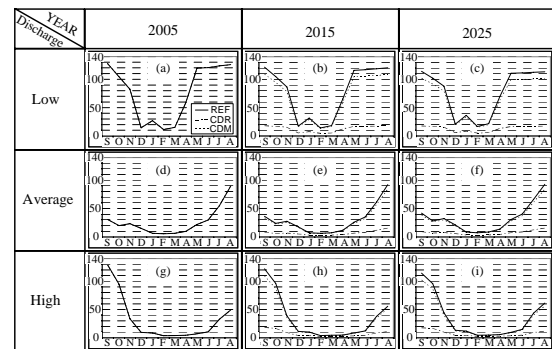 YEAR
Discharge
2005
2015
2025
Low
140
100
50
0
(a)
REF
CDR
CDM
S O N D J F M A M J J A
140
100
50
0
(b)
S O N D J F M A M J J A
140
100
50
0
(c)
S O N D J F M A M J J A
Average
140
100
50
0
(d)
S O N D J F M A M J J A
140
100
50
0
(e)
S O N D J F M A M J J A
140
100
50
0
(f)
S O N D J F M A M J J A
High
140
100
50
0
(g)
S O N D J F M A M J J A
140
100
50
0
(h)
S O N D J F M A M J J A
140
100
50
0
(i)
S O N D J F M A M J J A